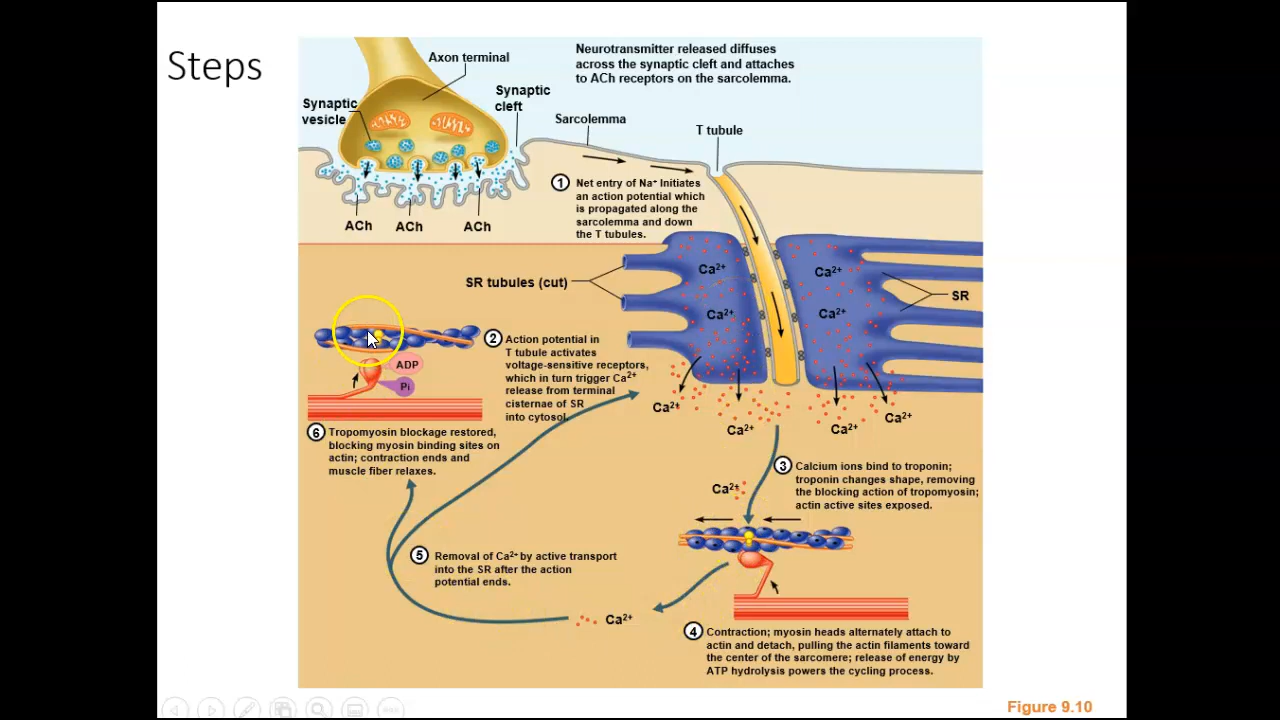 Steps
Axon terminal
Neurotransmitter released diffuses
across the synaptic cleft and attaches
to ACh receptors on the sarcolemma.
Synaptic
vesicle
Synaptic
cleft
Sarcolemma
T tubule
① Net entry of Na⁺ Initiates
an action potential which
is propagated along the
sarcolemma and down
the T tubules.
ACh
ACh
ACh
Ca²⁺
Ca²⁺
SR tubules (cut)
SR
Ca²⁺
Ca²⁺
② Action potential in
T tubule activates
voltage-sensitive receptors,
which in turn trigger Ca²⁺
release from terminal
cisternae of SR
into cytosol.
ADP
Pi
Ca²⁺
Ca²⁺
Ca²⁺
Ca²⁺
⑥ Tropomyosin blockage restored,
blocking myosin binding sites on
actin; contraction ends and
muscle fiber relaxes.
③ Calcium ions bind to troponin;
troponin changes shape, removing
the blocking action of tropomyosin;
actin active sites exposed.
Ca²⁺
⑤ Removal of Ca²⁺ by active transport
into the SR after the action
potential ends.
Ca²⁺
④ Contraction; myosin heads alternately attach to
actin and detach, pulling the actin filaments toward
the center of the sarcomere; release of energy by
ATP hydrolysis powers the cycling process.
Figure 9.10